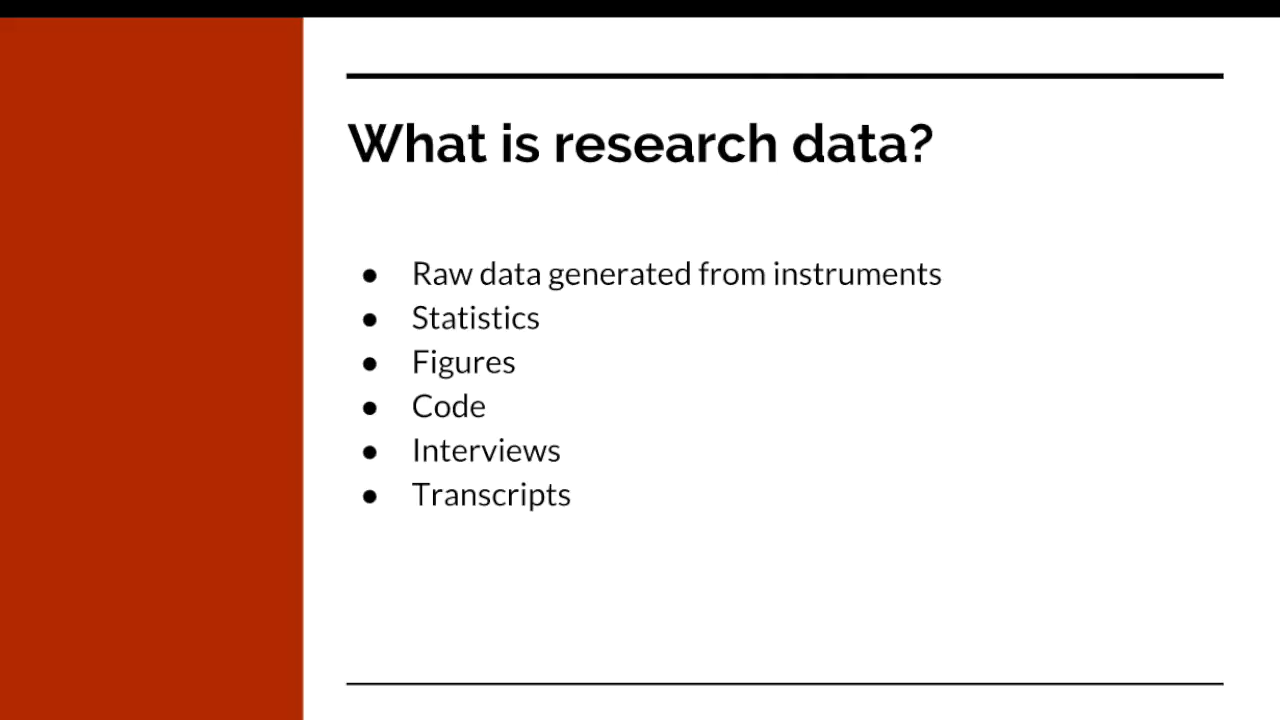 What is research data?
● Raw data generated from instruments
● Statistics
● Figures
● Code
● Interviews
● Transcripts